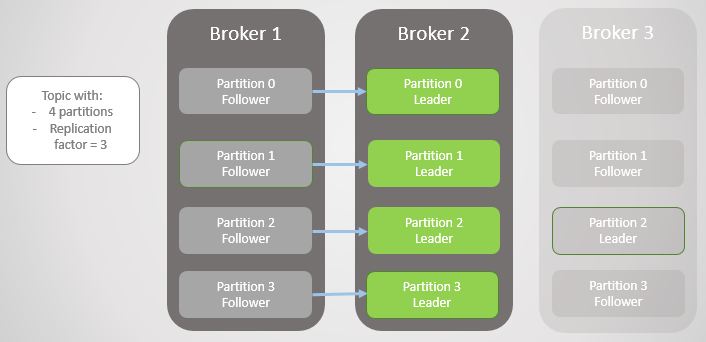 Broker 1
Broker 2
Broker 3
Topic with:
- 4 partitions
- Replication
factor = 3
Partition 0
Follower
Partition 0
Leader
Partition 0
Follower
Partition 1
Follower
Partition 1
Leader
Partition 1
Follower
Partition 2
Follower
Partition 2
Leader
Partition 2
Leader
Partition 3
Follower
Partition 3
Leader
Partition 3
Follower